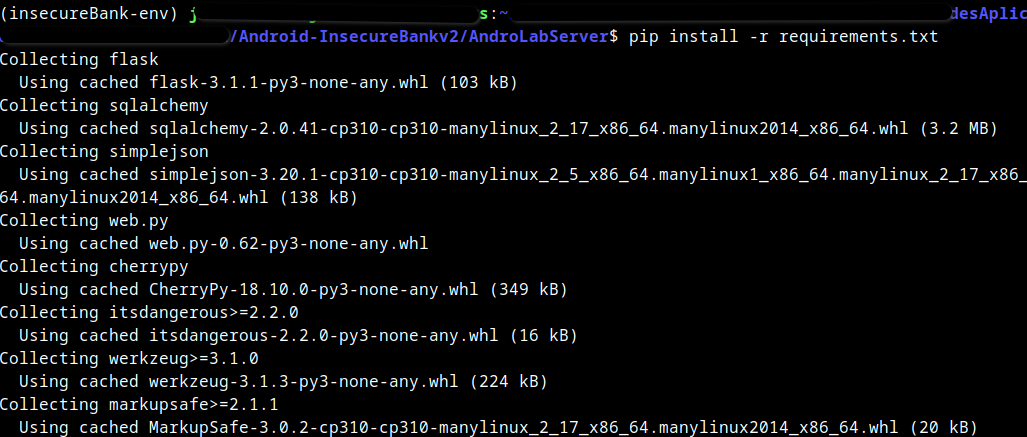 (insecureBank-env) j s:~ desAplic
/Android-InsecureBankv2/AndroLabServer$ pip install -r requirements.txt
Collecting flask
  Using cached flask-3.1.1-py3-none-any.whl (103 kB)
Collecting sqlalchemy
  Using cached sqlalchemy-2.0.41-cp310-cp310-manylinux_2_17_x86_64.manylinux2014_x86_64.whl (3.2 MB)
Collecting simplejson
  Using cached simplejson-3.20.1-cp310-cp310-manylinux_2_5_x86_64.manylinux1_x86_64.manylinux_2_17_x86_
64.manylinux2014_x86_64.whl (138 kB)
Collecting web.py
  Using cached web.py-0.62-py3-none-any.whl
Collecting cherrypy
  Using cached CherryPy-18.10.0-py3-none-any.whl (349 kB)
Collecting itsdangerous>=2.2.0
  Using cached itsdangerous-2.2.0-py3-none-any.whl (16 kB)
Collecting werkzeug>=3.1.0
  Using cached werkzeug-3.1.3-py3-none-any.whl (224 kB)
Collecting markupsafe>=2.1.1
  Using cached MarkupSafe-3.0.2-cp310-cp310-manylinux_2_17_x86_64.manylinux2014_x86_64.whl (20 kB)